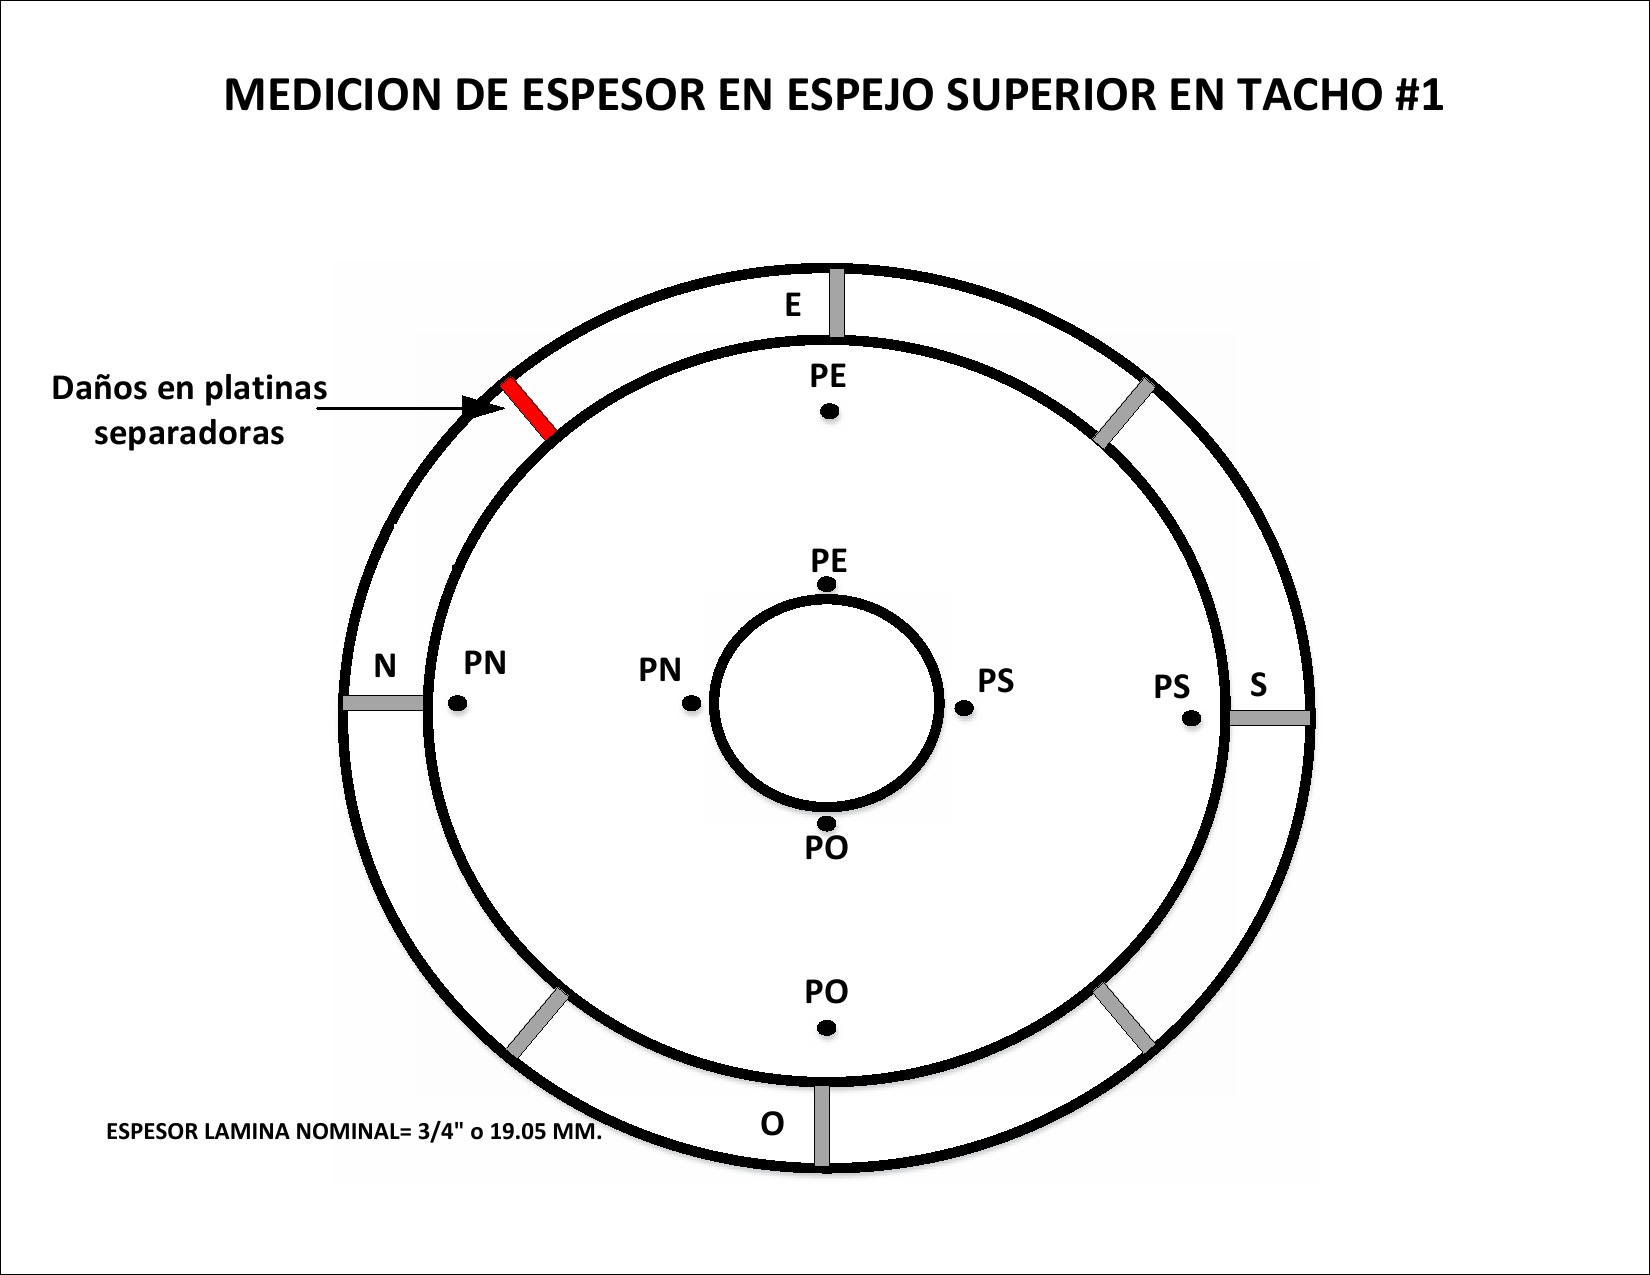 MEDICION DE ESPESOR EN ESPEJO SUPERIOR EN TACHO #1
E
Daños en platinas
separadoras
PE
PE
N
PN
PN
PS
PS
S
PO
PO
O
ESPESOR LAMINA NOMINAL= 3/4" o 19.05 MM.